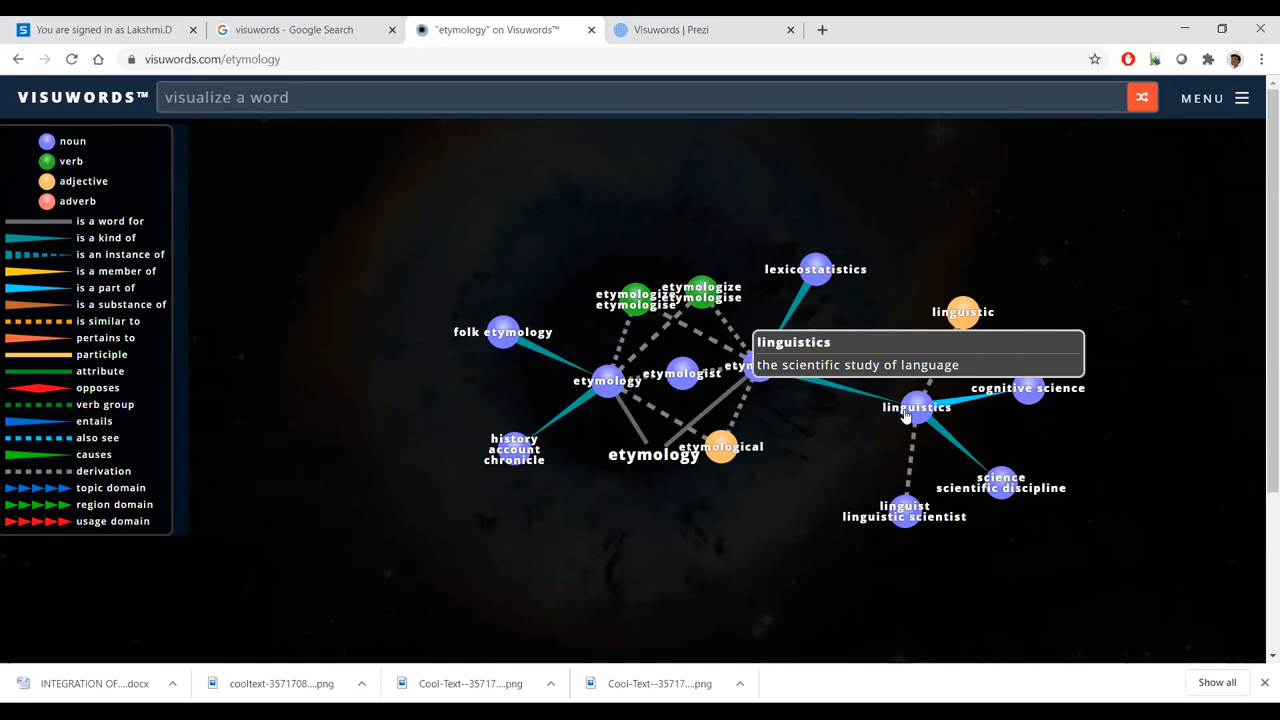 You are signed in as Lakshmi.D
visuwords - Google Search
"etymology" on Visuwords™
VIsuwords | Prezi
visuwords.com/etymology
VISUWORDS™
visualize a word
MENU
noun
verb
adjective
adverb
is a word for
is a kind of
is an instance of
is a member of
is a part of
is a substance of
is similar to
pertains to
participle
attribute
opposes
verb group
entails
also see
causes
derivation
topic domain
region domain
usage domain
lexicostatistics
etymologize
etymologise
etymologize
etymologise
linguistic
folk etymology
linguistics
the scientific study of language
etymologist
etymology
cognitive science
linguistics
history
account
chronicle
etymological
etymology
science
scientific discipline
linguist
linguistic scientist
INTEGRATION OF....docx
cooltext-3571708....png
Cool-Text--35717....png
Cool-Text--35717....png
Show all